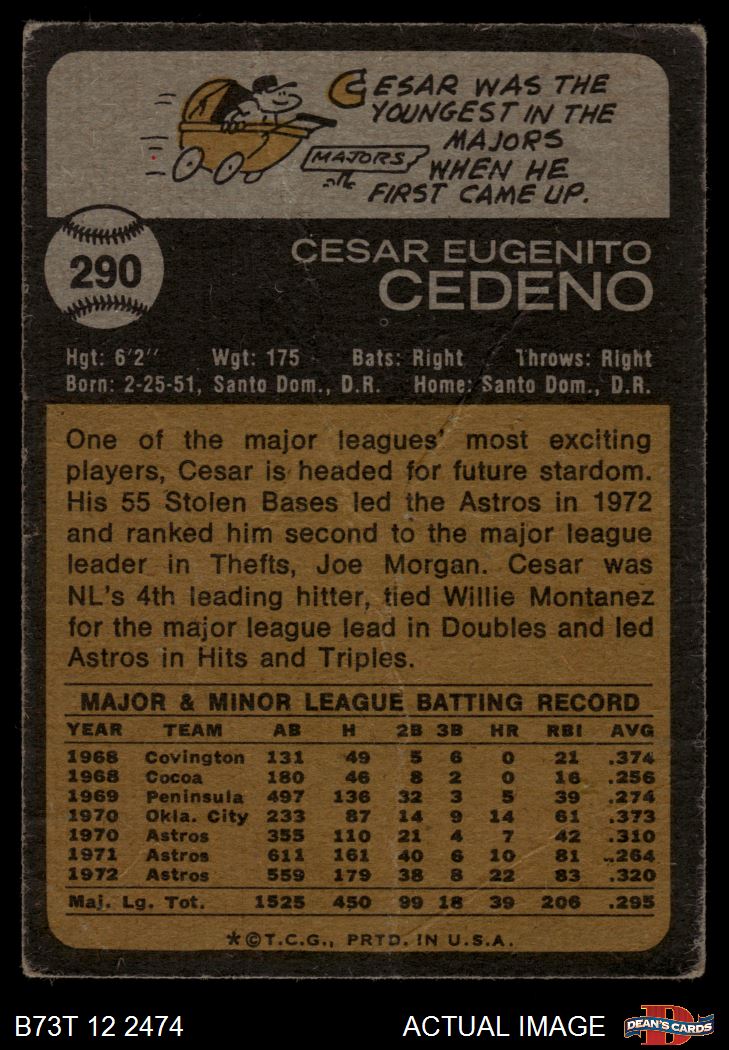 CESAR WAS THE
YOUNGEST IN THE
MAJORS
MAJORS
WHEN HE
FIRST CAME UP.
290
CESAR EUGENITO
CEDENO
Hgt: 6'2" Wgt: 175 Bats: Right Throws: Right
Born: 2-25-51, Santo Dom., D.R. Home: Santo Dom., D.R.
One of the major leagues' most exciting
players, Cesar is headed for future stardom.
His 55 Stolen Bases led the Astros in 1972
and ranked him second to the major league
leader in Thefts, Joe Morgan. Cesar was
NL's 4th leading hitter, tied Willie Montanez
for the major league lead in Doubles and led
Astros in Hits and Triples.
MAJOR & MINOR LEAGUE BATTING RECORD
YEAR TEAM AB H 2B 3B HR RBI AVG
1968 Covington 131 49 5 6 0 21 .374
1968 Cocoa 180 46 8 2 0 16 .256
1969 Peninsula 497 136 32 3 5 39 .274
1970 Okla. City 233 87 14 9 14 61 .373
1970 Astros 355 110 21 4 7 42 .310
1971 Astros 611 161 40 6 10 81 .264
1972 Astros 559 179 38 8 22 83 .320
Maj. Lg. Tot. 1525 450 99 18 39 206 .295
*©T.C.G., PRTD. IN U.S.A.
B73T 12 2474 ACTUAL IMAGE
D
DEAN'S CARDS